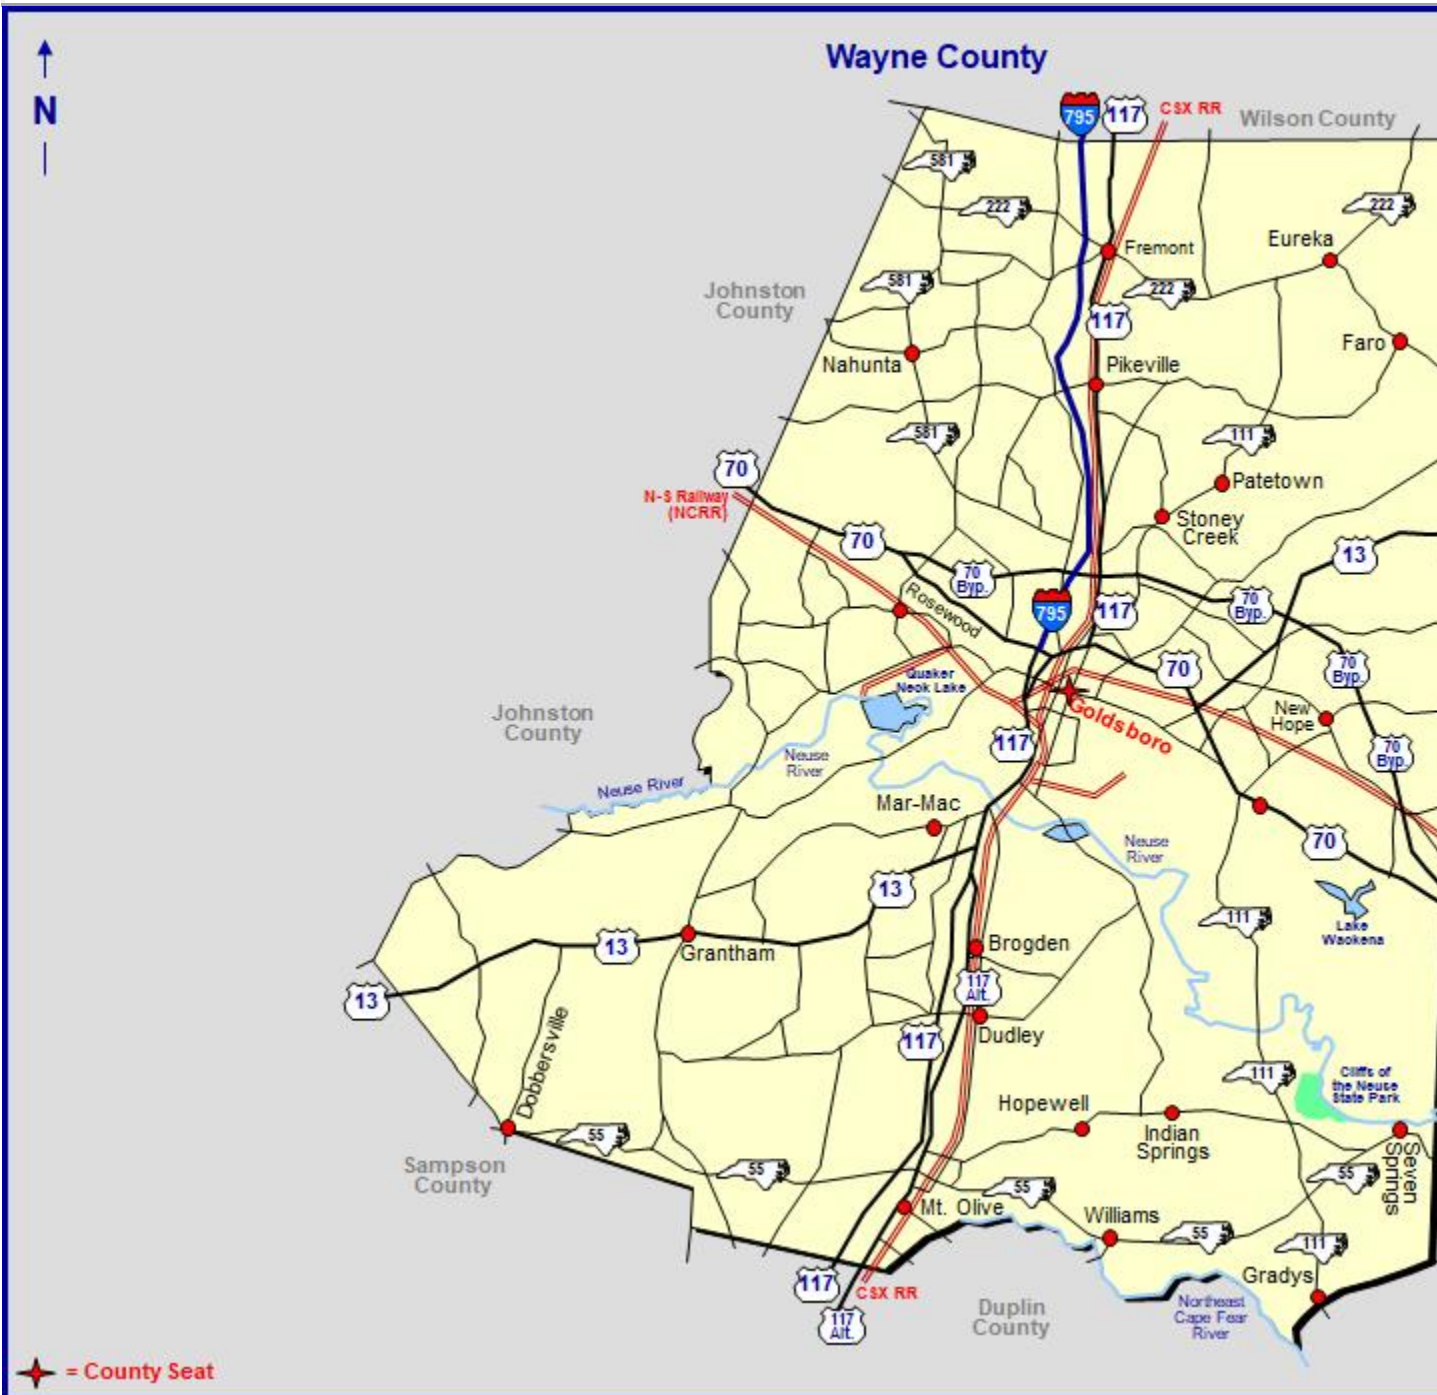 Wayne County
N
795
117
CSX RR
Wilson County
581
222
222
Fremont
Eureka
581
222
Johnston
County
117
Faro
Nahunta
Pikeville
581
111
70
N-S Railway
(NCRR)
Patetown
Stoney
Creek
70
13
70
Byp.
70
Byp.
Rosewood
795
117
70
70
Byp.
Quaker
Neck Lake
Goldsboro
New
Hope
Johnston
County
117
70
Byp.
Neuse
River
Neuse River
Mar-Mac
Neuse
River
70
13
111
Lake
Wackena
13
Grantham
Brogden
117
Alt.
13
Dobbersville
117
Dudley
111
Cliffs of
the Neuse
State Park
Hopewell
Indian
Springs
55
Sampson
County
55
55
55
Seven
Springs
Mt. Olive
Williams
55
111
Gradys
117
CSX RR
117
Alt.
Duplin
County
Northeast
Cape Fear
River
= County Seat